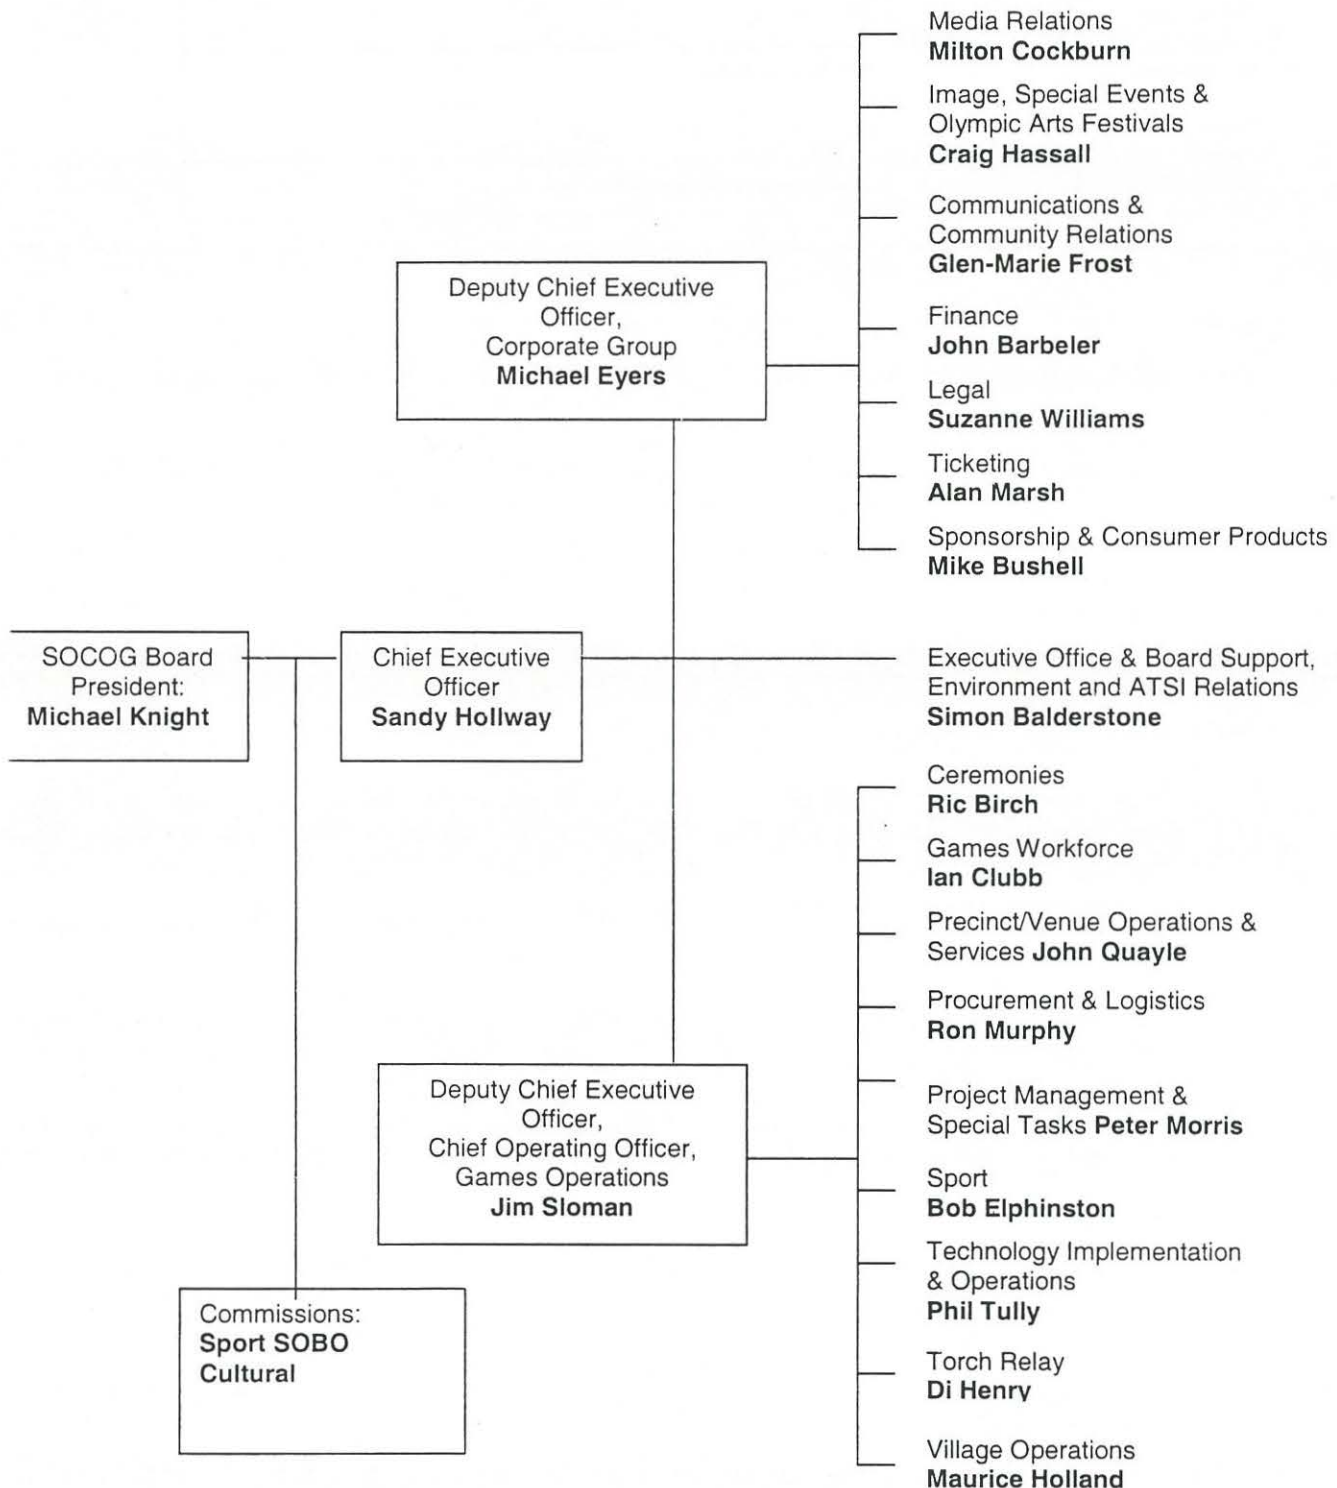 Media Relations
Milton Cockburn
Image, Special Events &
Olympic Arts Festivals
Craig Hassall
Communications &
Community Relations
Glen-Marie Frost
Deputy Chief Executive
Officer,
Corporate Group
Michael Eyers
Finance
John Barbeler
Legal
Suzanne Williams
Ticketing
Alan Marsh
Sponsorship & Consumer Products
Mike Bushell
SOCOG Board
President:
Michael Knight
Chief Executive
Officer
Sandy Hollway
Executive Office & Board Support,
Environment and ATSI Relations
Simon Balderstone
Ceremonies
Ric Birch
Games Workforce
Ian Clubb
Precinct/Venue Operations &
Services John Quayle
Procurement & Logistics
Ron Murphy
Deputy Chief Executive
Officer,
Chief Operating Officer,
Games Operations
Jim Sloman
Project Management &
Special Tasks Peter Morris
Sport
Bob Elphinston
Technology Implementation
& Operations
Phil Tully
Commissions:
Sport SOBO
Cultural
Torch Relay
Di Henry
Village Operations
Maurice Holland